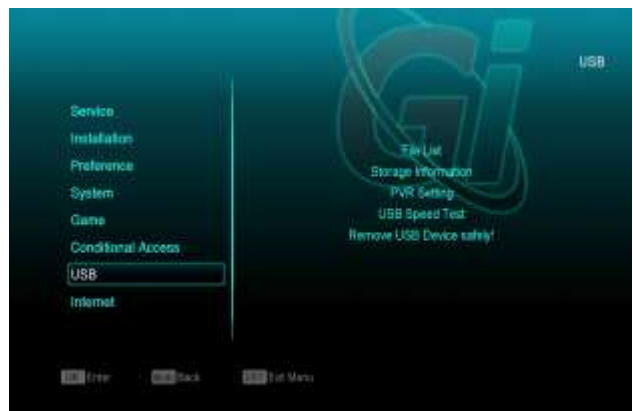 USB
Service
Installation
Preference
System
Game
Conditional Access
USB
Internet
File List
Storage Information
PVR Setting
USB Speed Test
Remove USB Device safely!
Enter
Back
Exit Menu